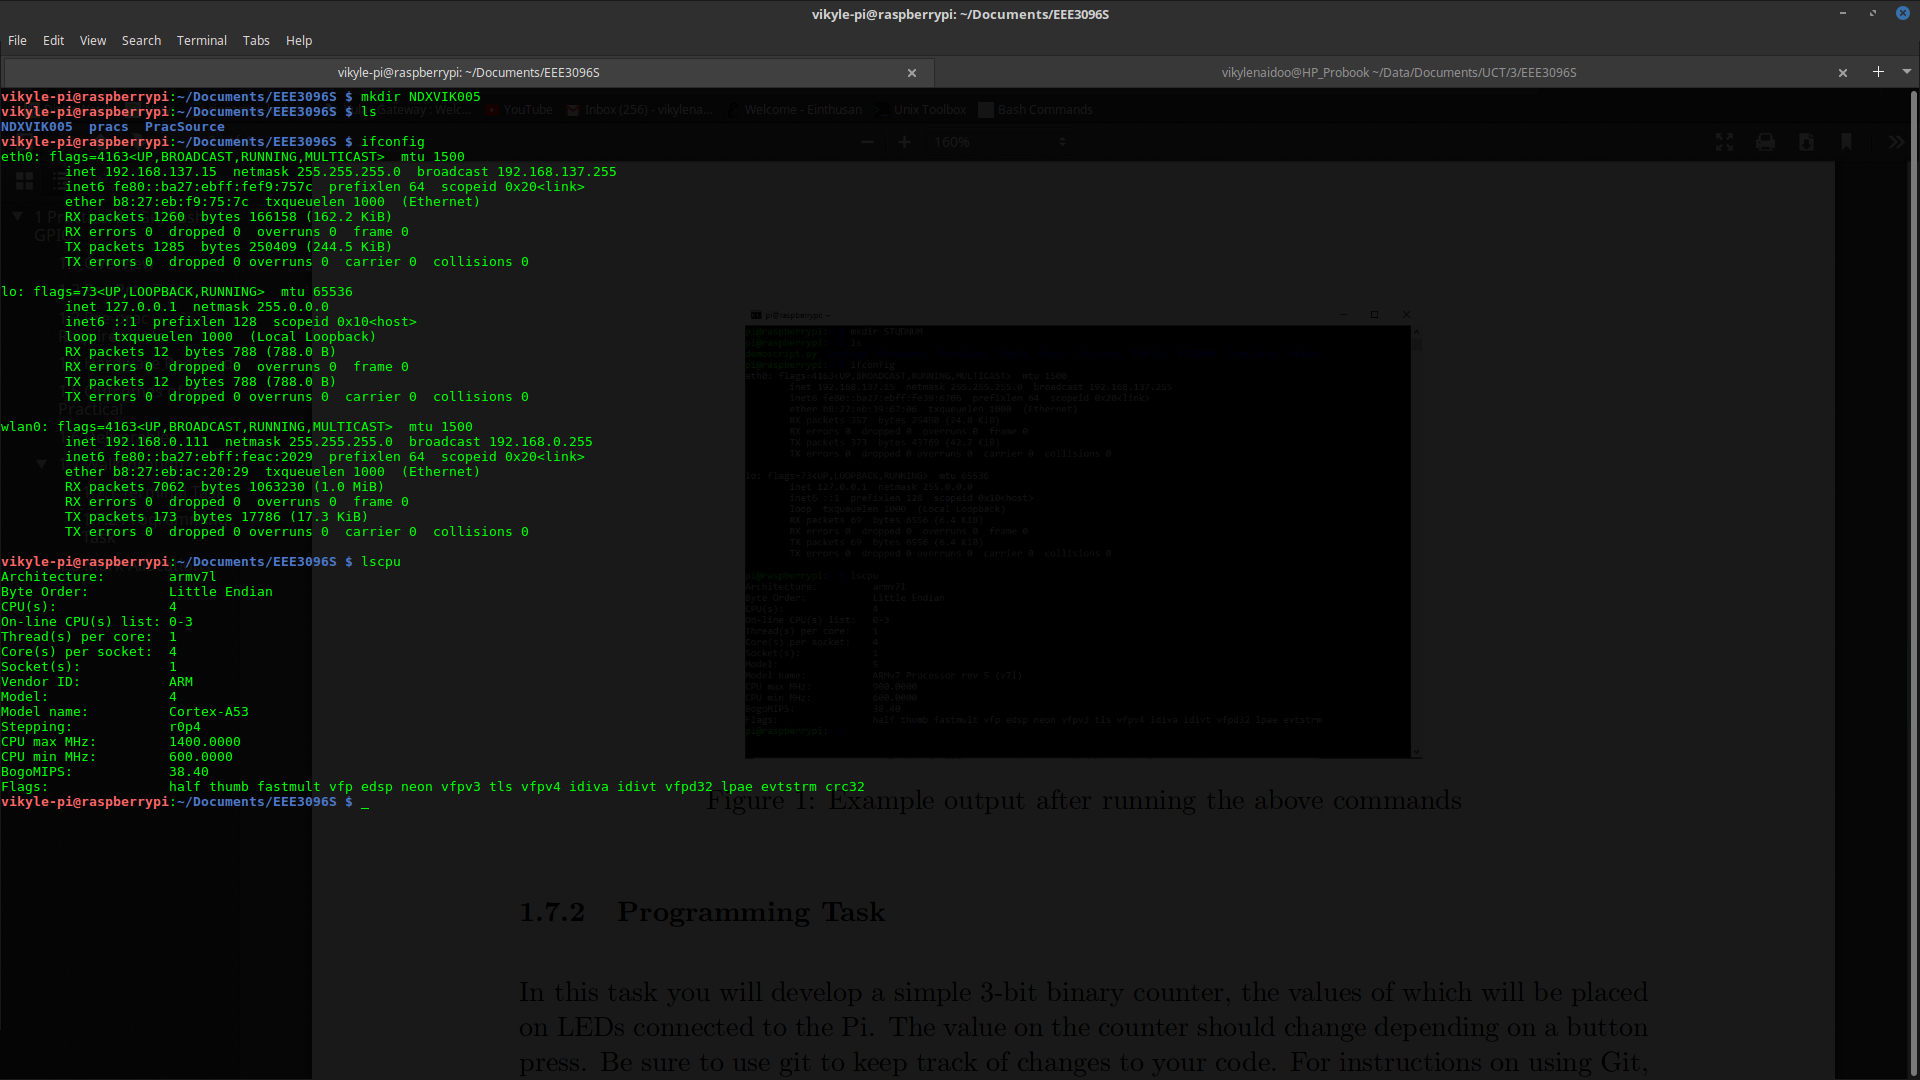 vikyle-pi@raspberrypi: ~/Documents/EEE3096S
File Edit View Search Terminal Tabs Help
vikyle-pi@raspberrypi: ~/Documents/EEE3096S
vikylenaidoo@HP_Probook ~/Data/Documents/UCT/3/EEE3096S
vikyle-pi@raspberrypi:~/Documents/EEE3096S $ mkdir NDXVIK005
vikyle-pi@raspberrypi:~/Documents/EEE3096S $ ls
NDXVIK005  pracs  PracSource
vikyle-pi@raspberrypi:~/Documents/EEE3096S $ ifconfig
eth0: flags=4163<UP,BROADCAST,RUNNING,MULTICAST>  mtu 1500
inet 192.168.137.15  netmask 255.255.255.0  broadcast 192.168.137.255
inet6 fe80::ba27:ebff:fef9:757c  prefixlen 64  scopeid 0x20<link>
ether b8:27:eb:f9:75:7c  txqueuelen 1000  (Ethernet)
RX packets 1260  bytes 166158 (162.2 KiB)
RX errors 0  dropped 0  overruns 0  frame 0
TX packets 1285  bytes 250409 (244.5 KiB)
TX errors 0  dropped 0 overruns 0  carrier 0  collisions 0
lo: flags=73<UP,LOOPBACK,RUNNING>  mtu 65536
inet 127.0.0.1  netmask 255.0.0.0
inet6 ::1  prefixlen 128  scopeid 0x10<host>
loop  txqueuelen 1000  (Local Loopback)
RX packets 12  bytes 788 (788.0 B)
RX errors 0  dropped 0  overruns 0  frame 0
TX packets 12  bytes 788 (788.0 B)
TX errors 0  dropped 0 overruns 0  carrier 0  collisions 0
wlan0: flags=4163<UP,BROADCAST,RUNNING,MULTICAST>  mtu 1500
inet 192.168.0.111  netmask 255.255.255.0  broadcast 192.168.0.255
inet6 fe80::ba27:ebff:feac:2029  prefixlen 64  scopeid 0x20<link>
ether b8:27:eb:ac:20:29  txqueuelen 1000  (Ethernet)
RX packets 7062  bytes 1063230 (1.0 MiB)
RX errors 0  dropped 0  overruns 0  frame 0
TX packets 173  bytes 17786 (17.3 KiB)
TX errors 0  dropped 0 overruns 0  carrier 0  collisions 0
vikyle-pi@raspberrypi:~/Documents/EEE3096S $ lscpu
Architecture:        armv7l
Byte Order:          Little Endian
CPU(s):              4
On-line CPU(s) list: 0-3
Thread(s) per core:  1
Core(s) per socket:  4
Socket(s):           1
Vendor ID:           ARM
Model:               4
Model name:          Cortex-A53
Stepping:            r0p4
CPU max MHz:         1400.0000
CPU min MHz:         600.0000
BogoMIPS:            38.40
Flags:               half thumb fastmult vfp edsp neon vfpv3 tls vfpv4 idiva idivt vfpd32 lpae evtstrm crc32
vikyle-pi@raspberrypi:~/Documents/EEE3096S $ _
YouTube
Inbox (256) - vikylena...
Welcome - Einthusan
Unix Toolbox
Bash Commands
160%
Figure 1: Example output after running the above commands
1.7.2 Programming Task
In this task you will develop a simple 3-bit binary counter, the values of which will be placed
on LEDs connected to the Pi. The value on the counter should change depending on a button
press. Be sure to use git to keep track of changes to your code. For instructions on using Git,